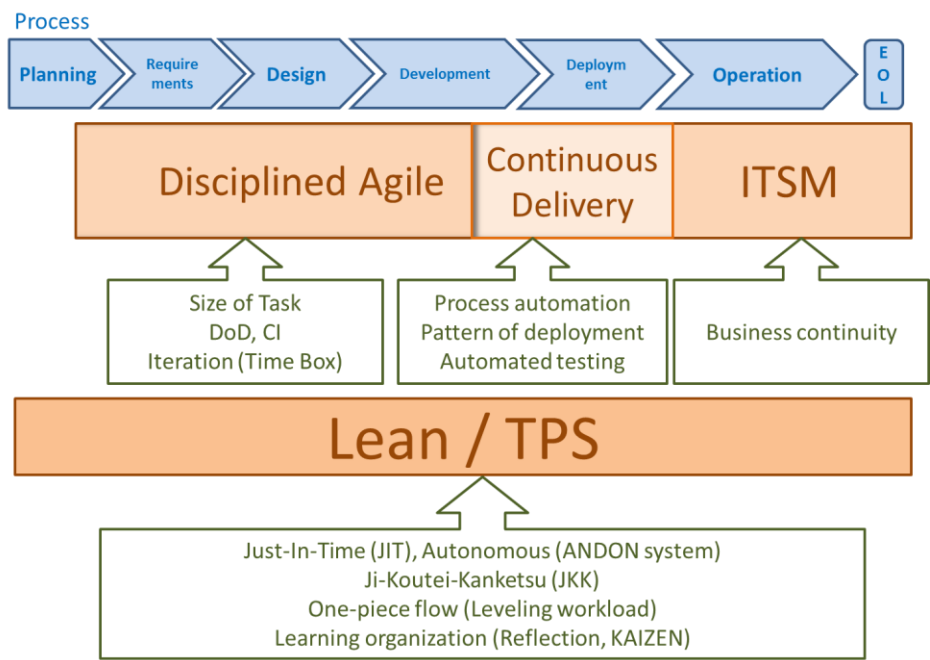 Process
Planning
Require
ments
Design
Development
Deploym
ent
Operation
E
O
L
Disciplined Agile
Continuous
Delivery
ITSM
Size of Task
DoD, CI
Iteration (Time Box)
Process automation
Pattern of deployment
Automated testing
Business continuity
Lean / TPS
Just-In-Time (JIT), Autonomous (ANDON system)
Ji-Koutei-Kanketsu (JKK)
One-piece flow (Leveling workload)
Learning organization (Reflection, KAIZEN)